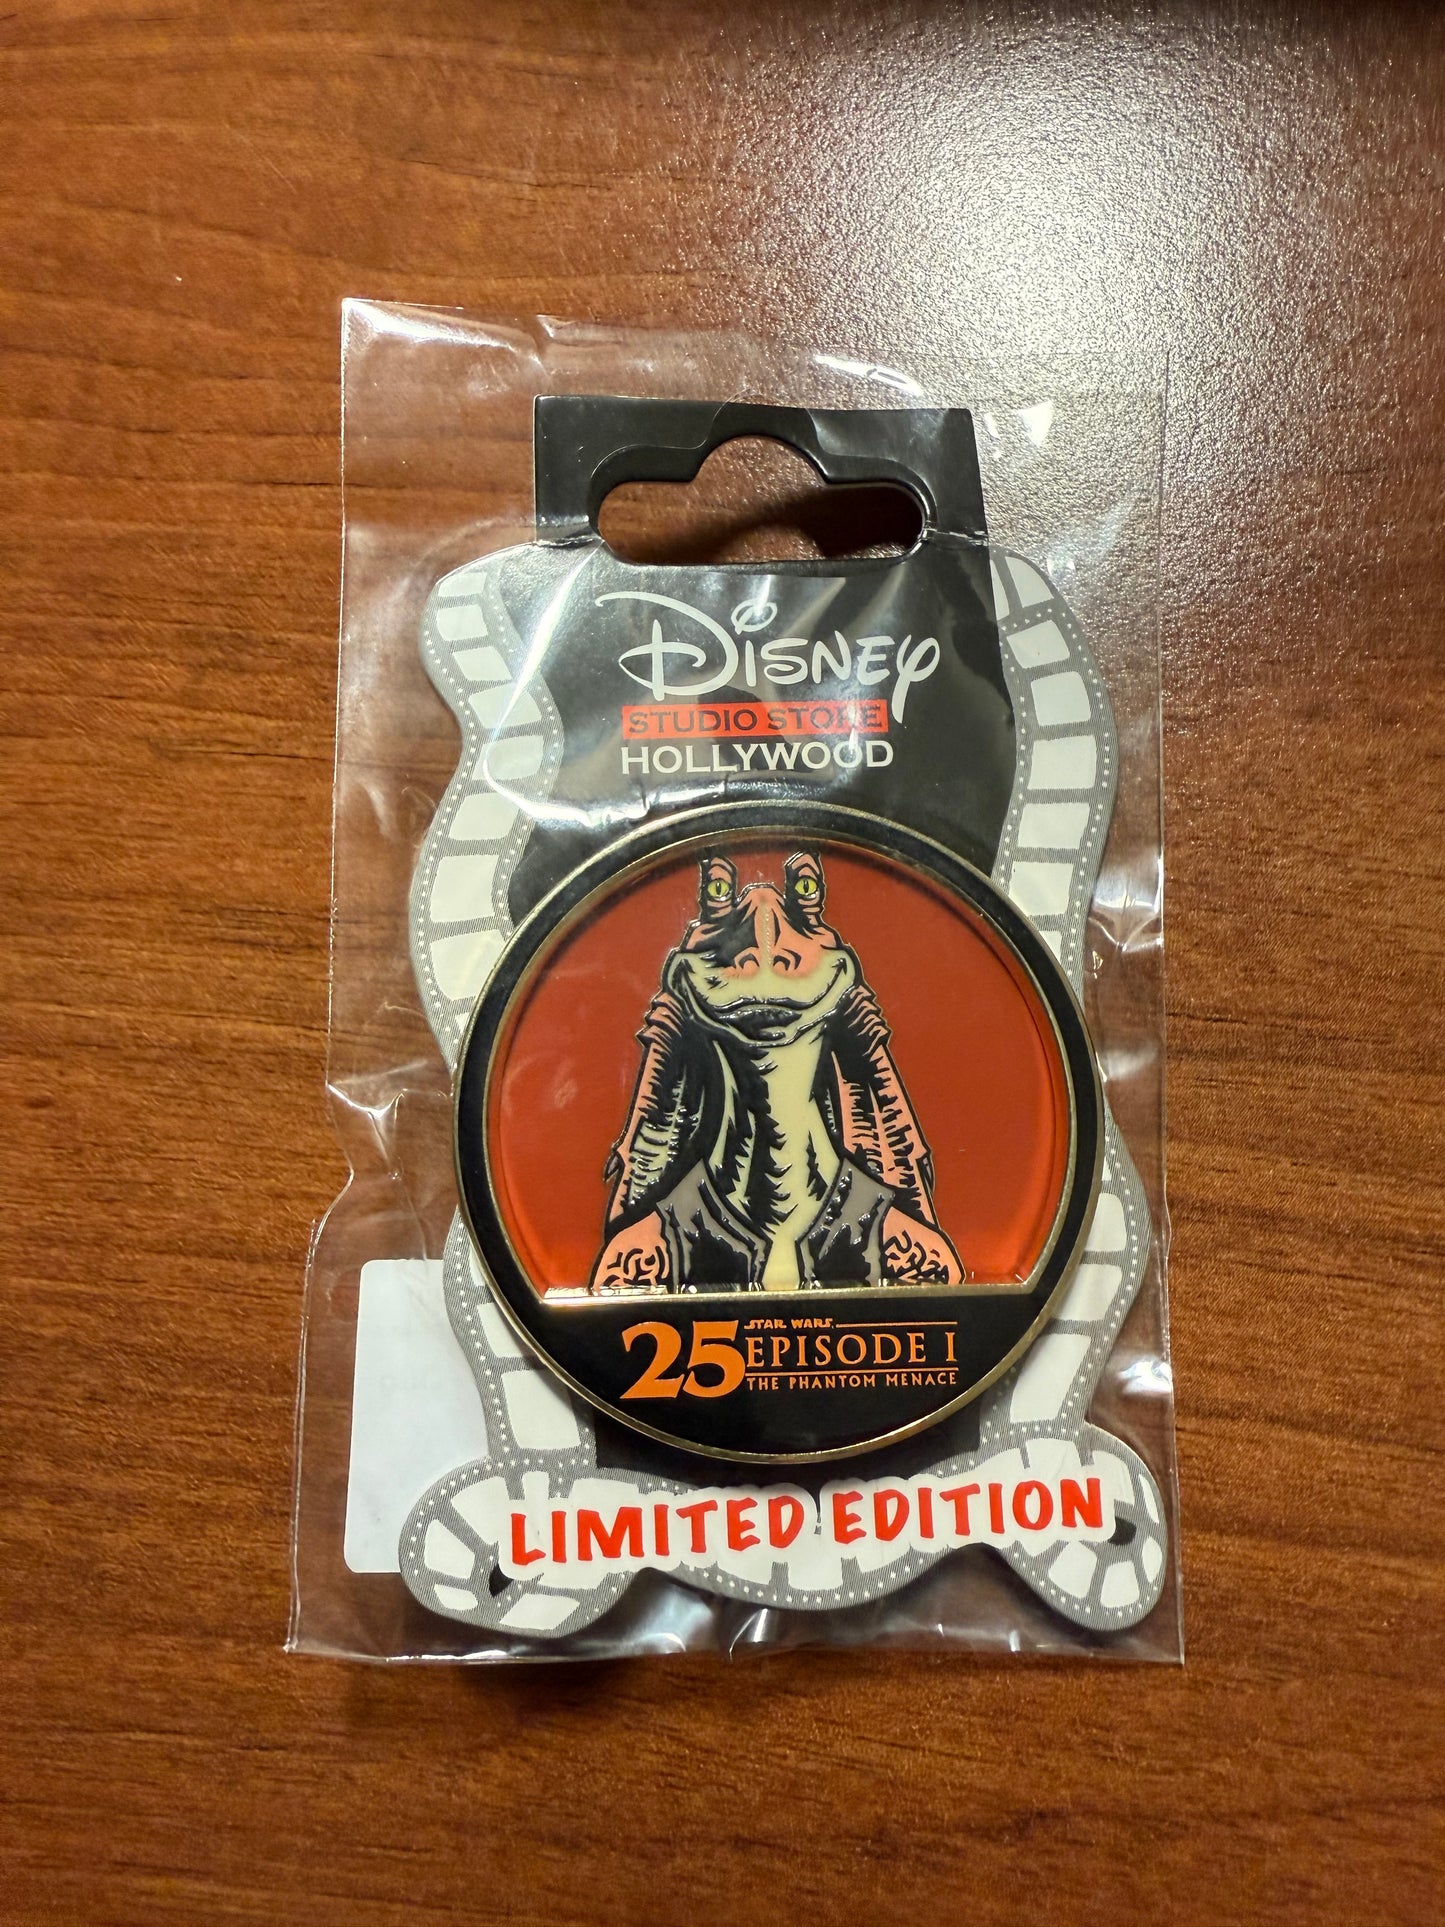 Disney
STUDIO STORE
HOLLYWOOD
25
STAR WARS
EPISODE I
THE PHANTOM MENACE
LIMITED EDITION